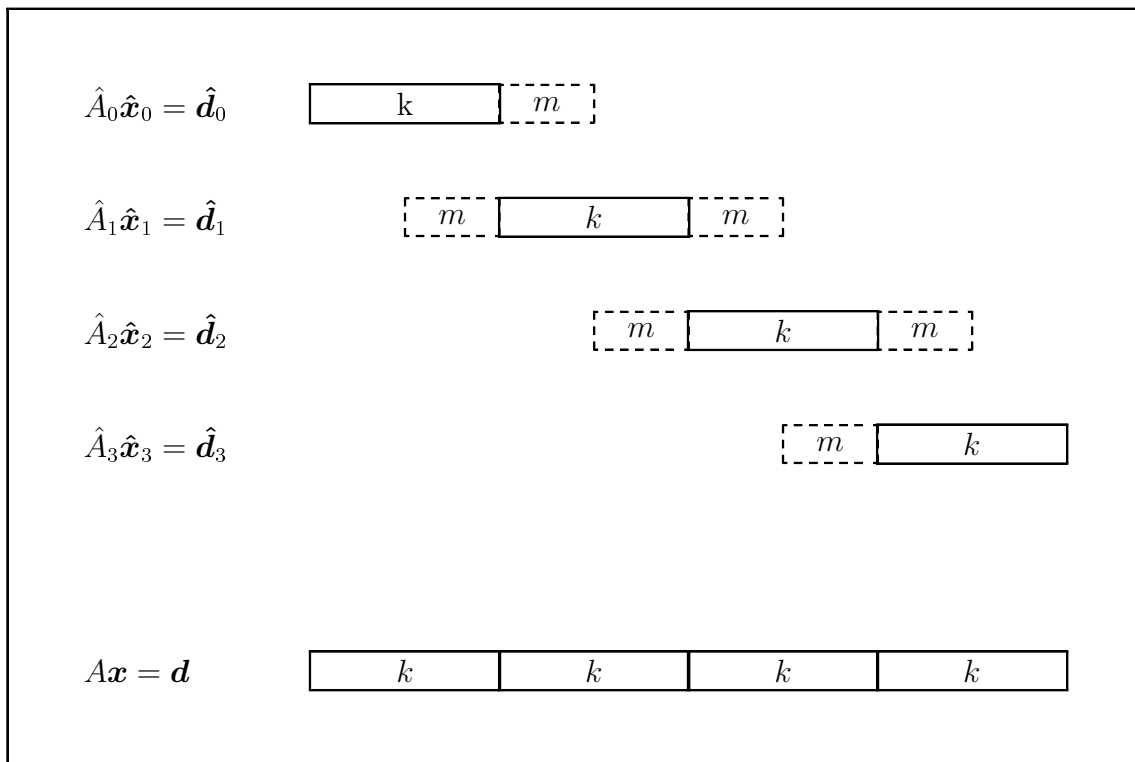 Â₀x̂₀ = d̂₀ k m
Â₁x̂₁ = d̂₁ m k m
Â₂x̂₂ = d̂₂ m k m
Â₃x̂₃ = d̂₃ m k
Ax = d k k k k